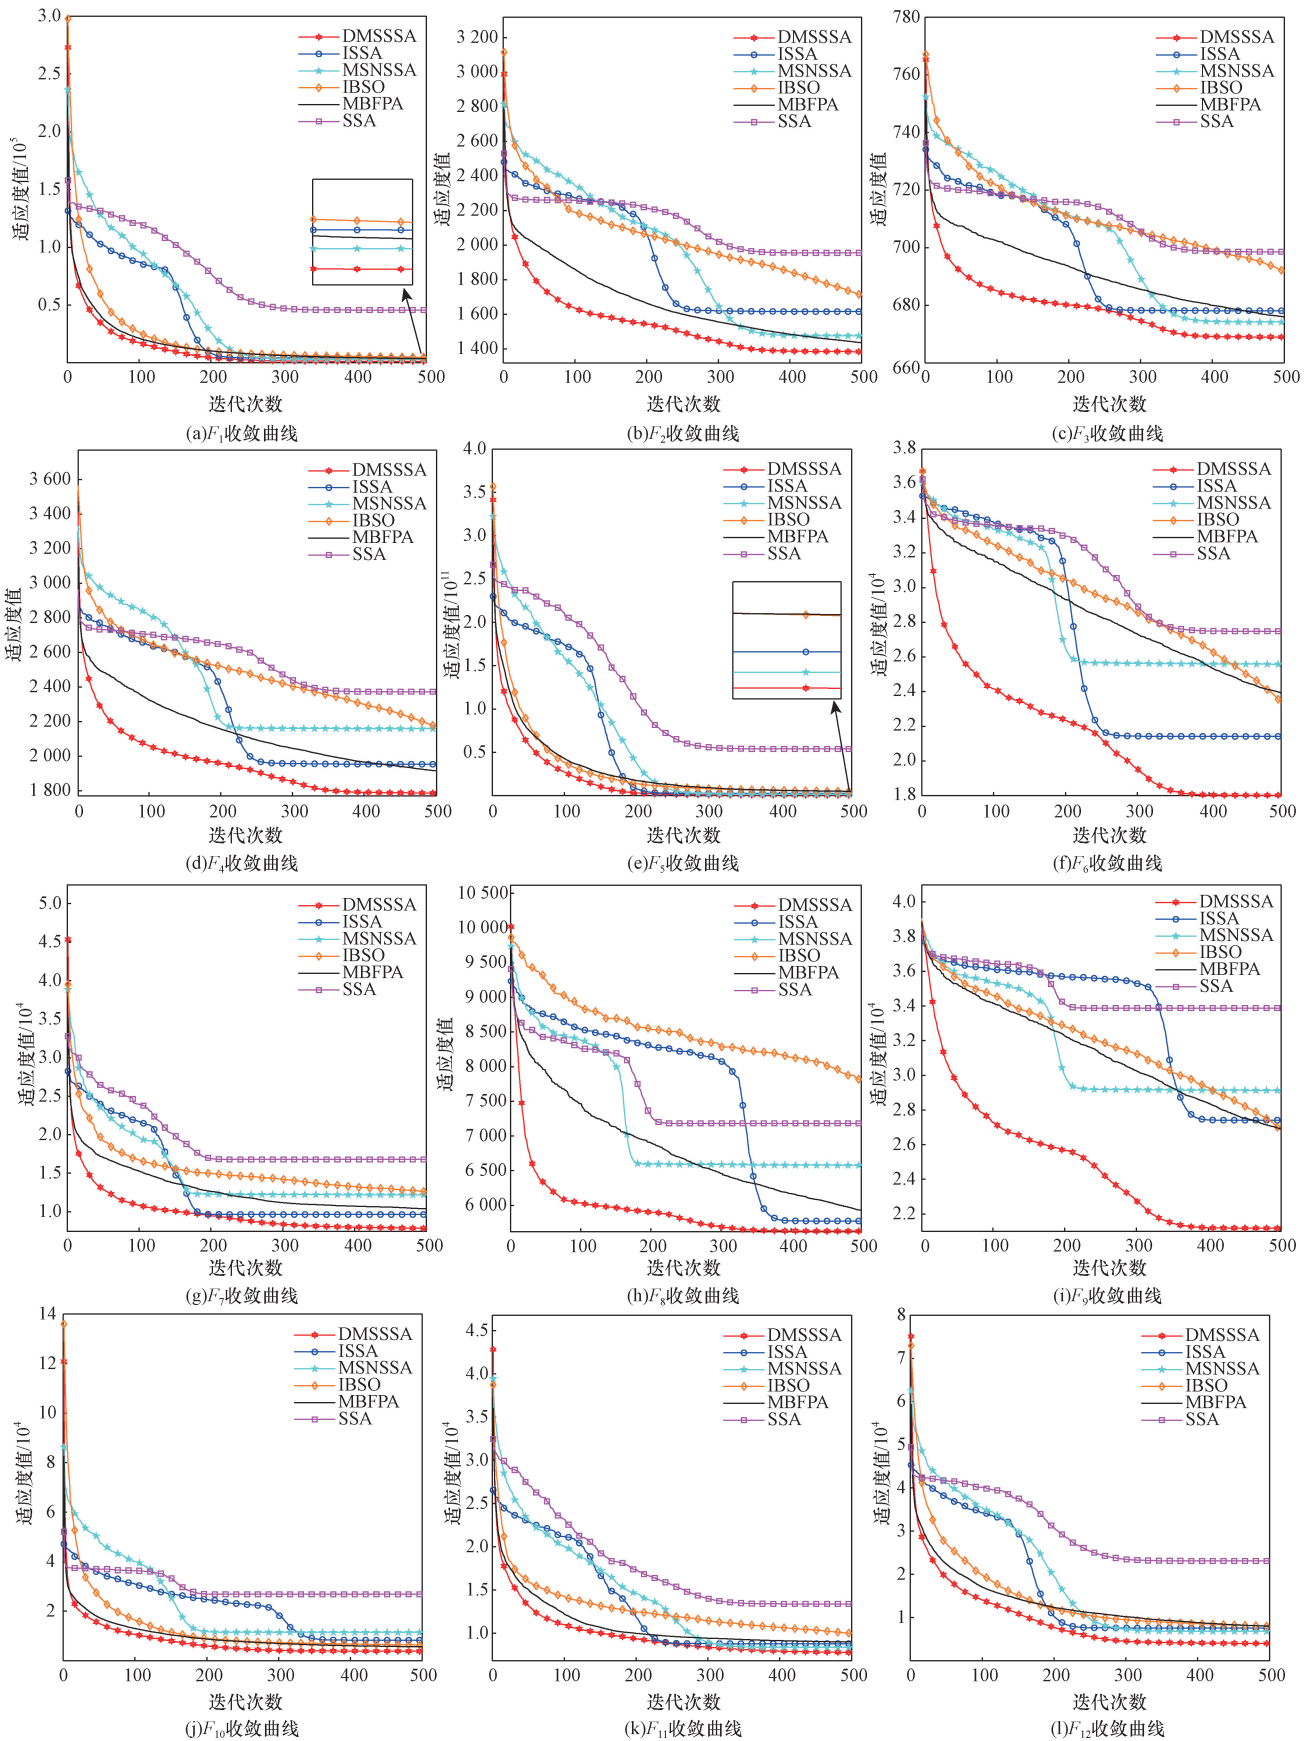 3.0
2.5
2.0
1.5
1.0
0.5
适应度值/10⁵
0 100 200 300 400 500
迭代次数
DMSSSA
ISSA
MSNSSA
IBSO
MBFPA
SSA
(a)F₁收敛曲线
3 200
3 000
2 800
2 600
2 400
2 200
2 000
1 800
1 600
1 400
适应度值
0 100 200 300 400 500
迭代次数
DMSSSA
ISSA
MSNSSA
IBSO
MBFPA
SSA
(b)F₂收敛曲线
780
760
740
720
700
680
660
适应度值
0 100 200 300 400 500
迭代次数
DMSSSA
ISSA
MSNSSA
IBSO
MBFPA
SSA
(c)F₃收敛曲线
3 600
3 400
3 200
3 000
2 800
2 600
2 400
2 200
2 000
1 800
适应度值
0 100 200 300 400 500
迭代次数
DMSSSA
ISSA
MSNSSA
IBSO
MBFPA
SSA
(d)F₄收敛曲线
4.0
3.5
3.0
2.5
2.0
1.5
1.0
0.5
适应度值/10¹¹
0 100 200 300 400 500
迭代次数
DMSSSA
ISSA
MSNSSA
IBSO
MBFPA
SSA
(e)F₅收敛曲线
3.8
3.6
3.4
3.2
3.0
2.8
2.6
2.4
2.2
2.0
1.8
适应度值/10⁴
0 100 200 300 400 500
迭代次数
DMSSSA
ISSA
MSNSSA
IBSO
MBFPA
SSA
(f)F₆收敛曲线
5.0
4.5
4.0
3.5
3.0
2.5
2.0
1.5
1.0
适应度值/10⁴
0 100 200 300 400 500
迭代次数
DMSSSA
ISSA
MSNSSA
IBSO
MBFPA
SSA
(g)F₇收敛曲线
10 500
10 000
9 500
9 000
8 500
8 000
7 500
7 000
6 500
6 000
适应度值
0 100 200 300 400 500
迭代次数
DMSSSA
ISSA
MSNSSA
IBSO
MBFPA
SSA
(h)F₈收敛曲线
4.0
3.8
3.6
3.4
3.2
3.0
2.8
2.6
2.4
2.2
适应度值/10⁴
0 100 200 300 400 500
迭代次数
DMSSSA
ISSA
MSNSSA
IBSO
MBFPA
SSA
(i)F₉收敛曲线
14
12
10
8
6
4
2
适应度值/10⁴
0 100 200 300 400 500
迭代次数
DMSSSA
ISSA
MSNSSA
IBSO
MBFPA
SSA
(j)F₁₀收敛曲线
4.5
4.0
3.5
3.0
2.5
2.0
1.5
1.0
适应度值/10⁴
0 100 200 300 400 500
迭代次数
DMSSSA
ISSA
MSNSSA
IBSO
MBFPA
SSA
(k)F₁₁收敛曲线
8
7
6
5
4
3
2
1
适应度值/10⁴
0 100 200 300 400 500
迭代次数
DMSSSA
ISSA
MSNSSA
IBSO
MBFPA
SSA
(l)F₁₂收敛曲线